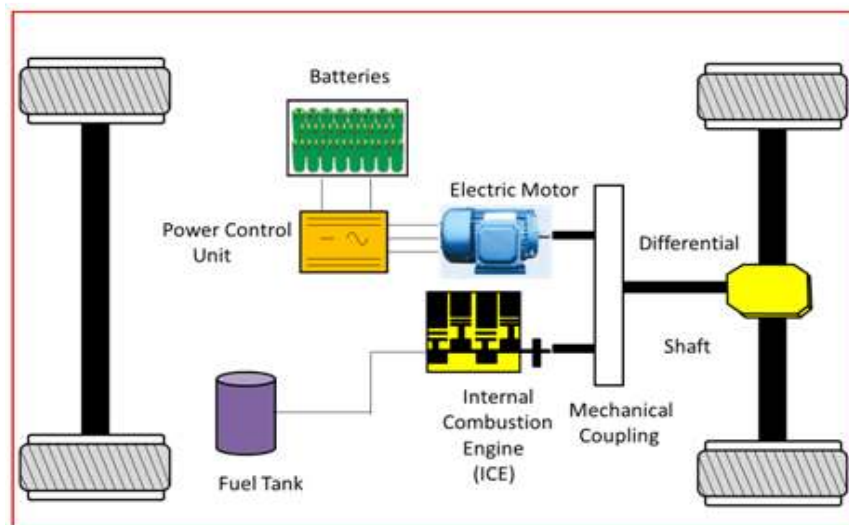 Batteries
Electric Motor
Power Control
Unit
Differential
Shaft
Internal
Combustion
Engine
(ICE)
Mechanical
Coupling
Fuel Tank